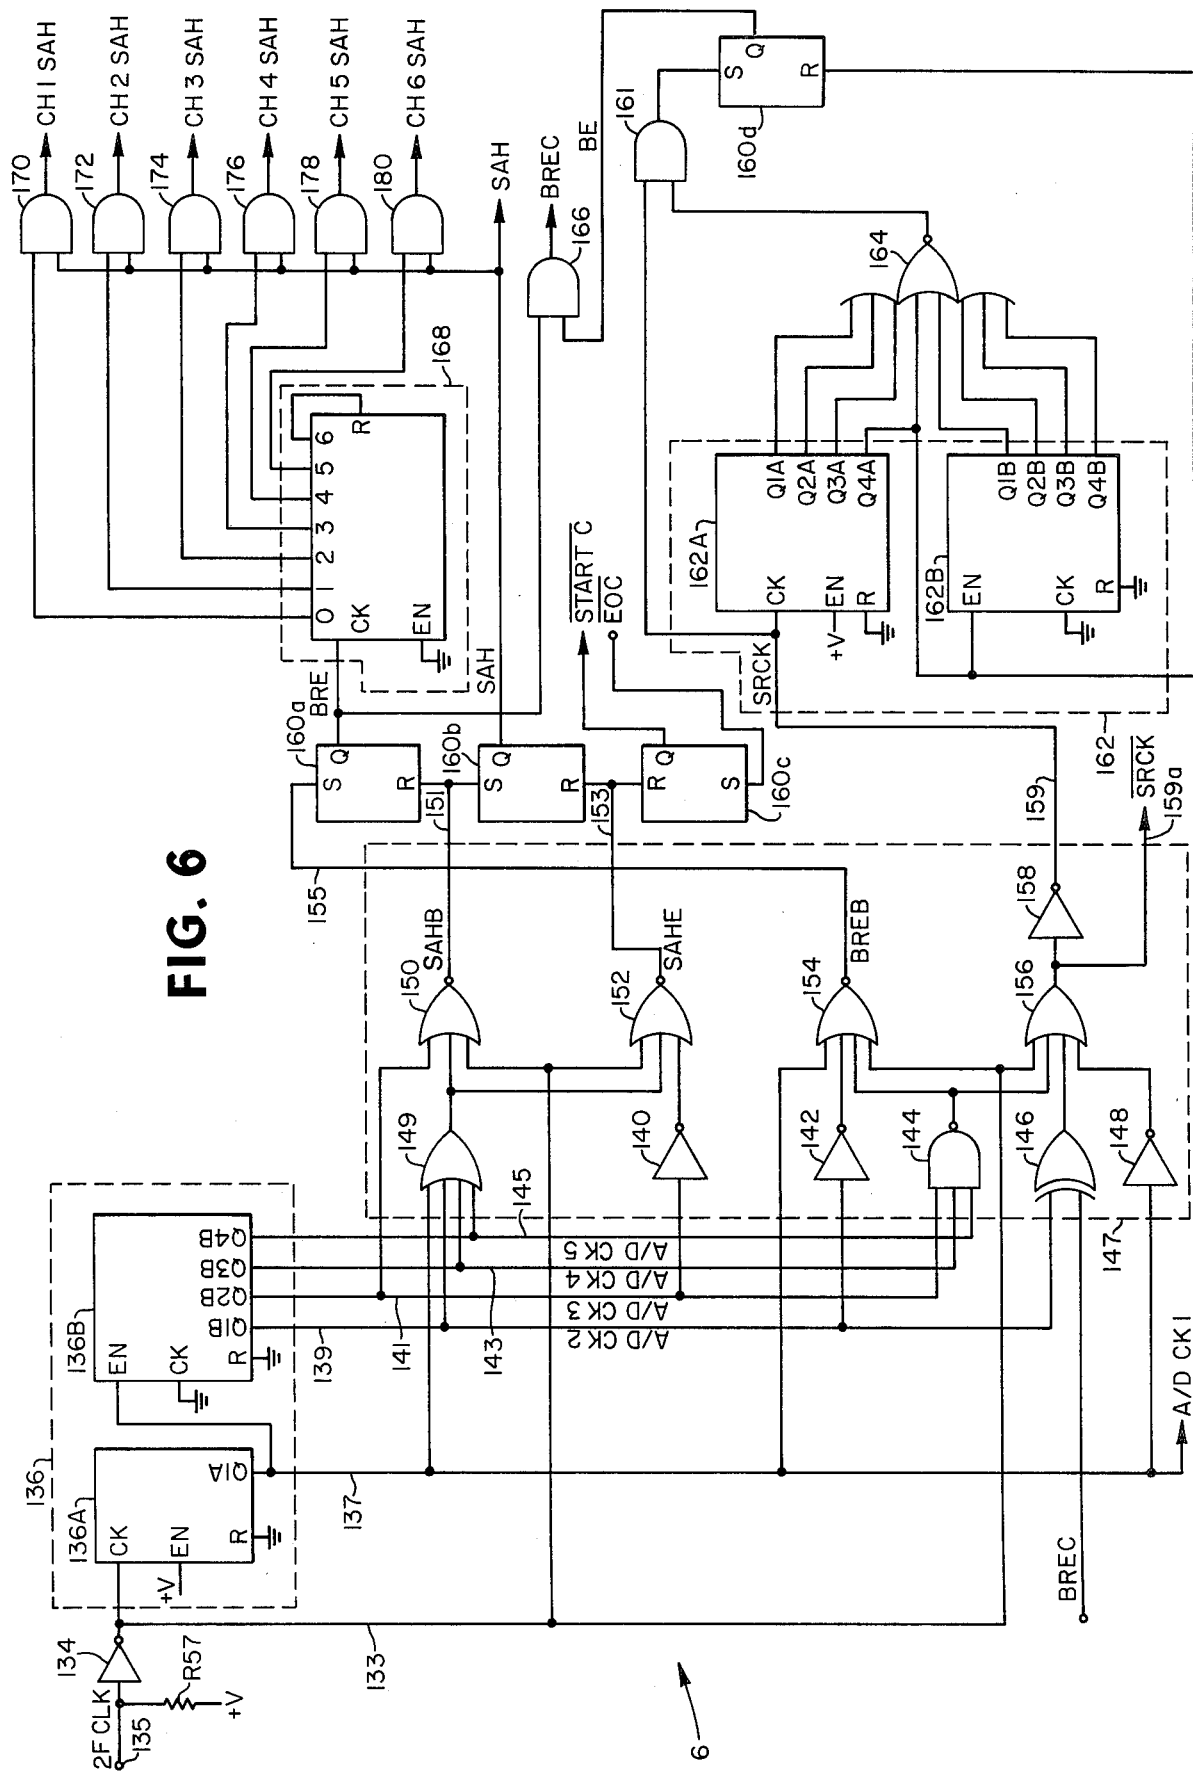 FIG. 6
2F CLK
135
134
R57
+V
133
136
136A
CK
EN
+V
R
Q1A
137
136B
EN
CK
R
Q1B
Q2B
Q3B
Q4B
139
141
143
145
A/D CK 2
A/D CK 3
A/D CK 4
A/D CK 5
A/D CK 1
BREC
147
149
140
142
144
146
148
150
152
154
156
158
SAHB
SAHE
BREB
151
153
155
159
SRCK
159a
160a
S
Q
R
BRE
160b
S
Q
R
SAH
160c
R
Q
S
START C
EOC
168
0
1
2
3
4
5
6
CK
EN
R
170
172
174
176
178
180
CH 1 SAH
CH 2 SAH
CH 3 SAH
CH 4 SAH
CH 5 SAH
CH 6 SAH
SAH
BREC
166
BE
161
160d
S
Q
R
164
162
SRCK
162A
CK
+V
EN
R
Q1A
Q2A
Q3A
Q4A
162B
EN
CK
R
Q1B
Q2B
Q3B
Q4B
6